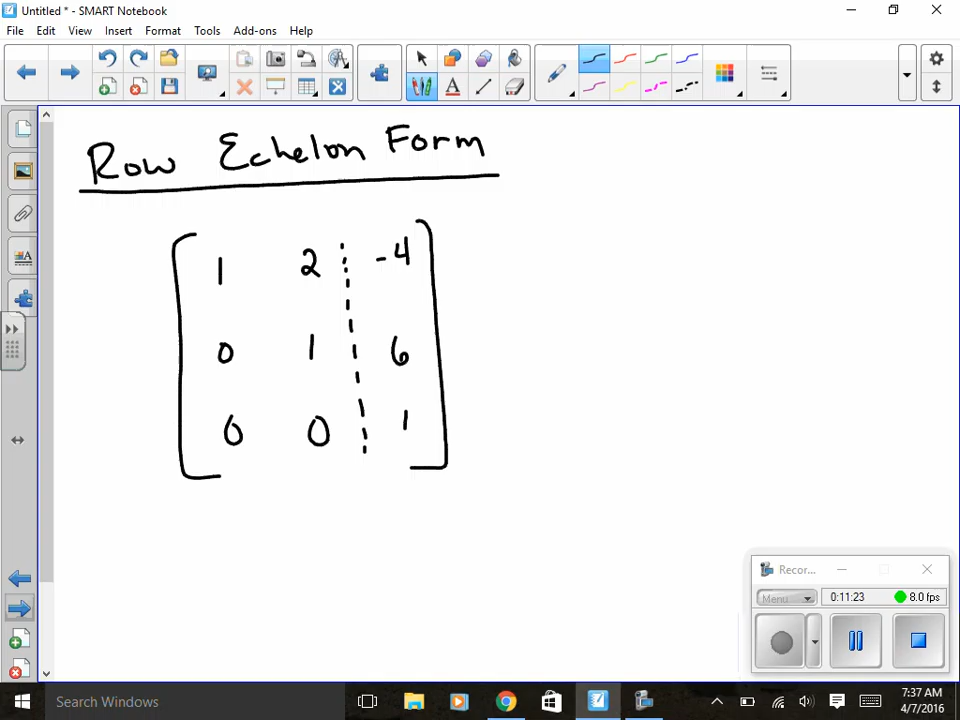 Untitled * - SMART Notebook
File Edit View Insert Format Tools Add-ons Help
Row Echelon Form
1 2 -4
0 1 6
0 0 1
Recor...
Menu 0:11:23 8.0 fps
Search Windows
7:37 AM
4/7/2016